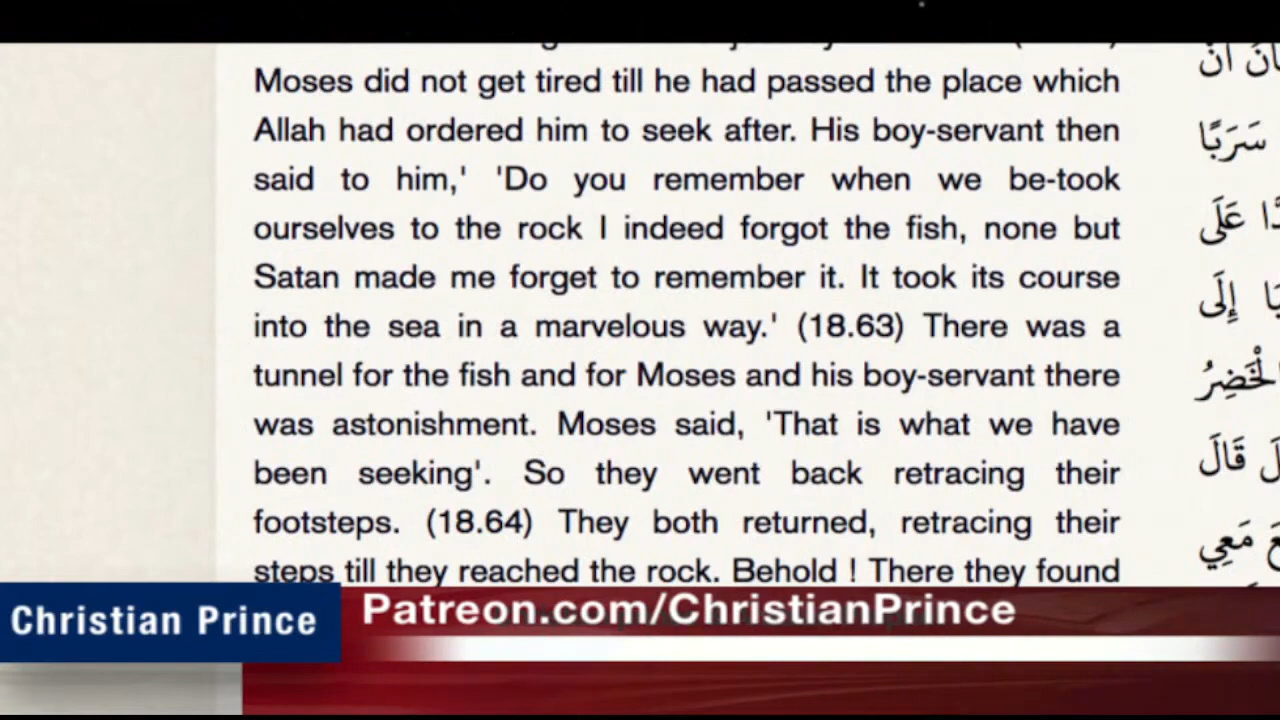 Moses did not get tired till he had passed the place which
Allah had ordered him to seek after. His boy-servant then
said to him,' 'Do you remember when we be-took
ourselves to the rock I indeed forgot the fish, none but
Satan made me forget to remember it. It took its course
into the sea in a marvelous way.' (18.63) There was a
tunnel for the fish and for Moses and his boy-servant there
was astonishment. Moses said, 'That is what we have
been seeking'. So they went back retracing their
footsteps. (18.64) They both returned, retracing their
steps till they reached the rock. Behold ! There they found
سَرَبًا
عَلَى
إِلَى
الْخَضِرُ
قَالَ
مَعِي
Christian Prince
Patreon.com/ChristianPrince